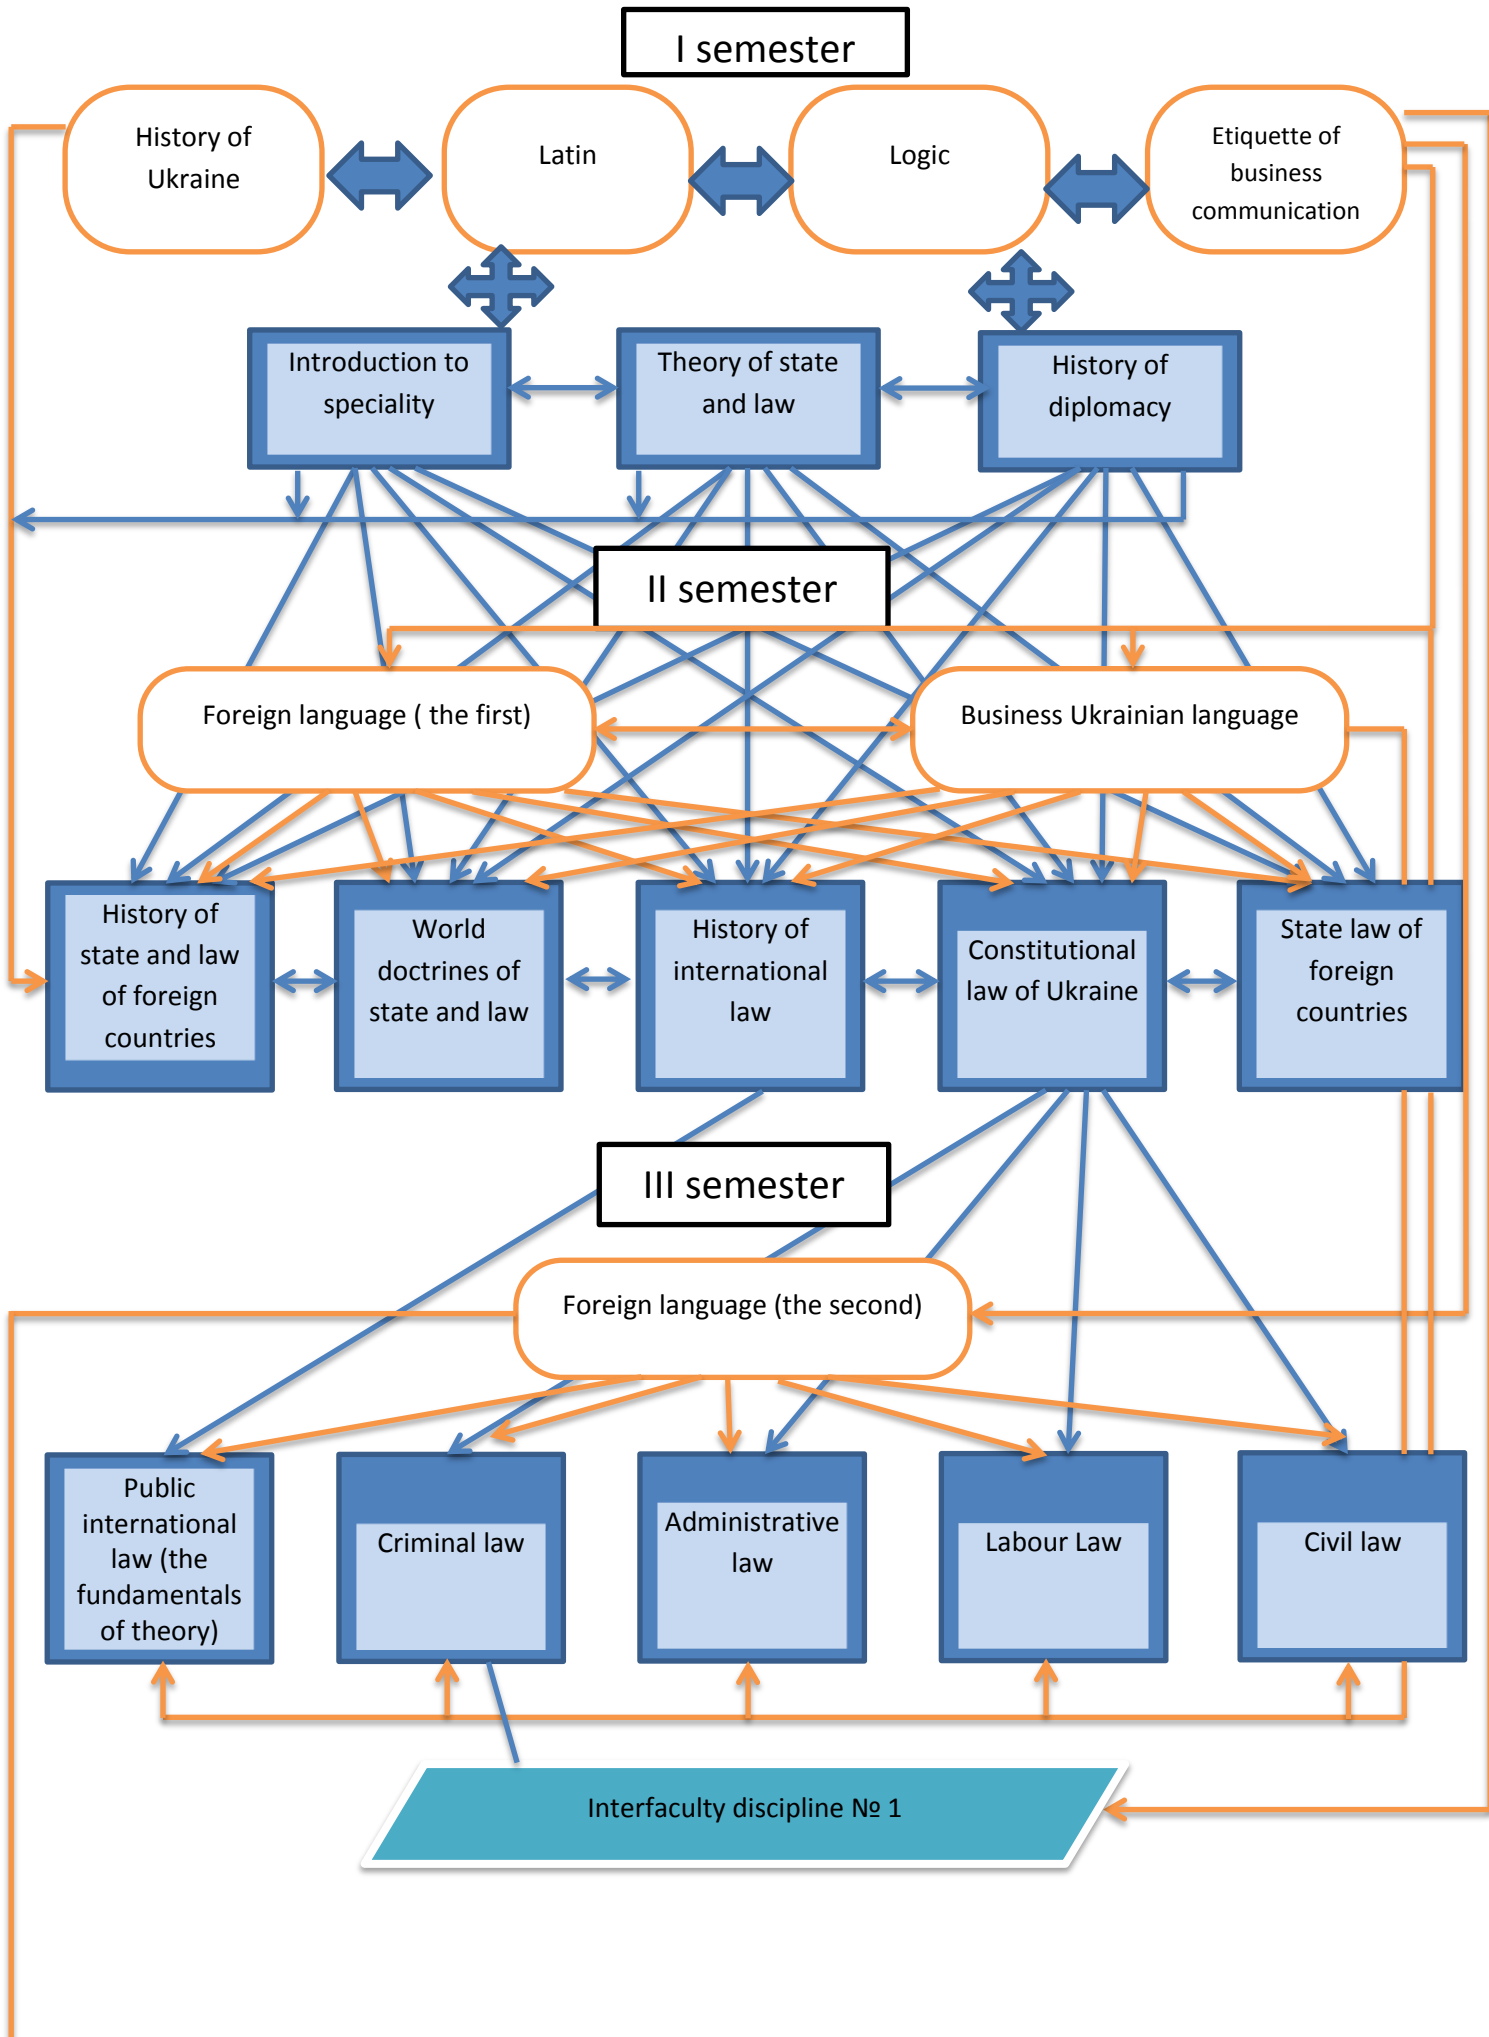 I semester
History of
Ukraine
Latin
Logic
Etiquette of
business
communication
Introduction to
speciality
Theory of state
and law
History of
diplomacy
II semester
Foreign language ( the first)
Business Ukrainian language
History of
state and law
of foreign
countries
World
doctrines of
state and law
History of
international
law
Constitutional
law of Ukraine
State law of
foreign
countries
III semester
Foreign language (the second)
Public
international
law (the
fundamentals
of theory)
Criminal law
Administrative
law
Labour Law
Civil law
Interfaculty discipline № 1